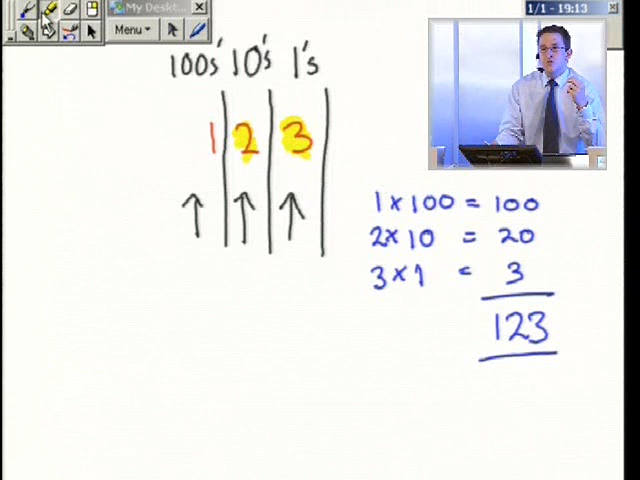 My Deskt...
Menu
1/1 - 19:13
100s' 10's 1's
1 2 3
1 × 100 = 100
2 × 10 = 20
3 × 1 = 3
123